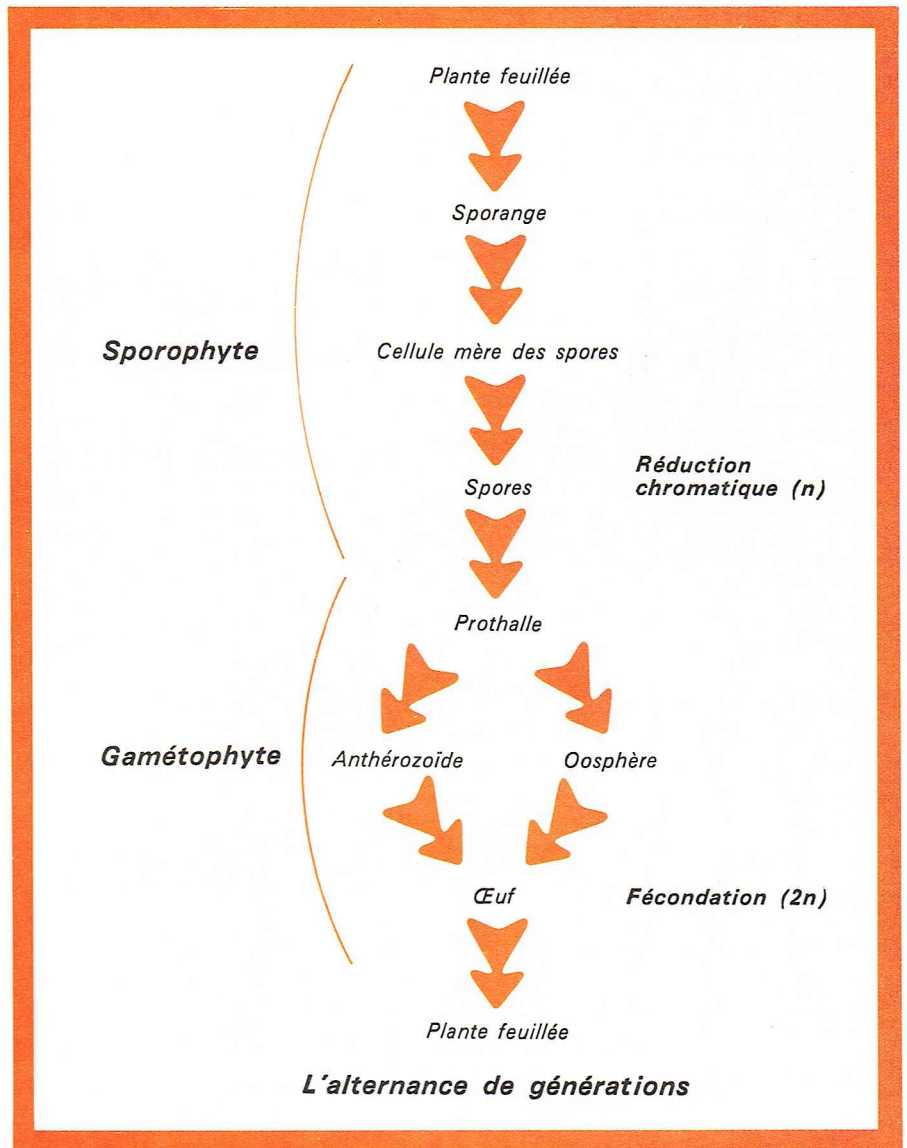 Plante feuillée
Sporange
Sporophyte
Cellule mère des spores
Réduction
chromatique (n)
Spores
Prothalle
Gamétophyte
Anthérozoïde
Oosphère
Œuf
Fécondation (2n)
Plante feuillée
L'alternance de générations